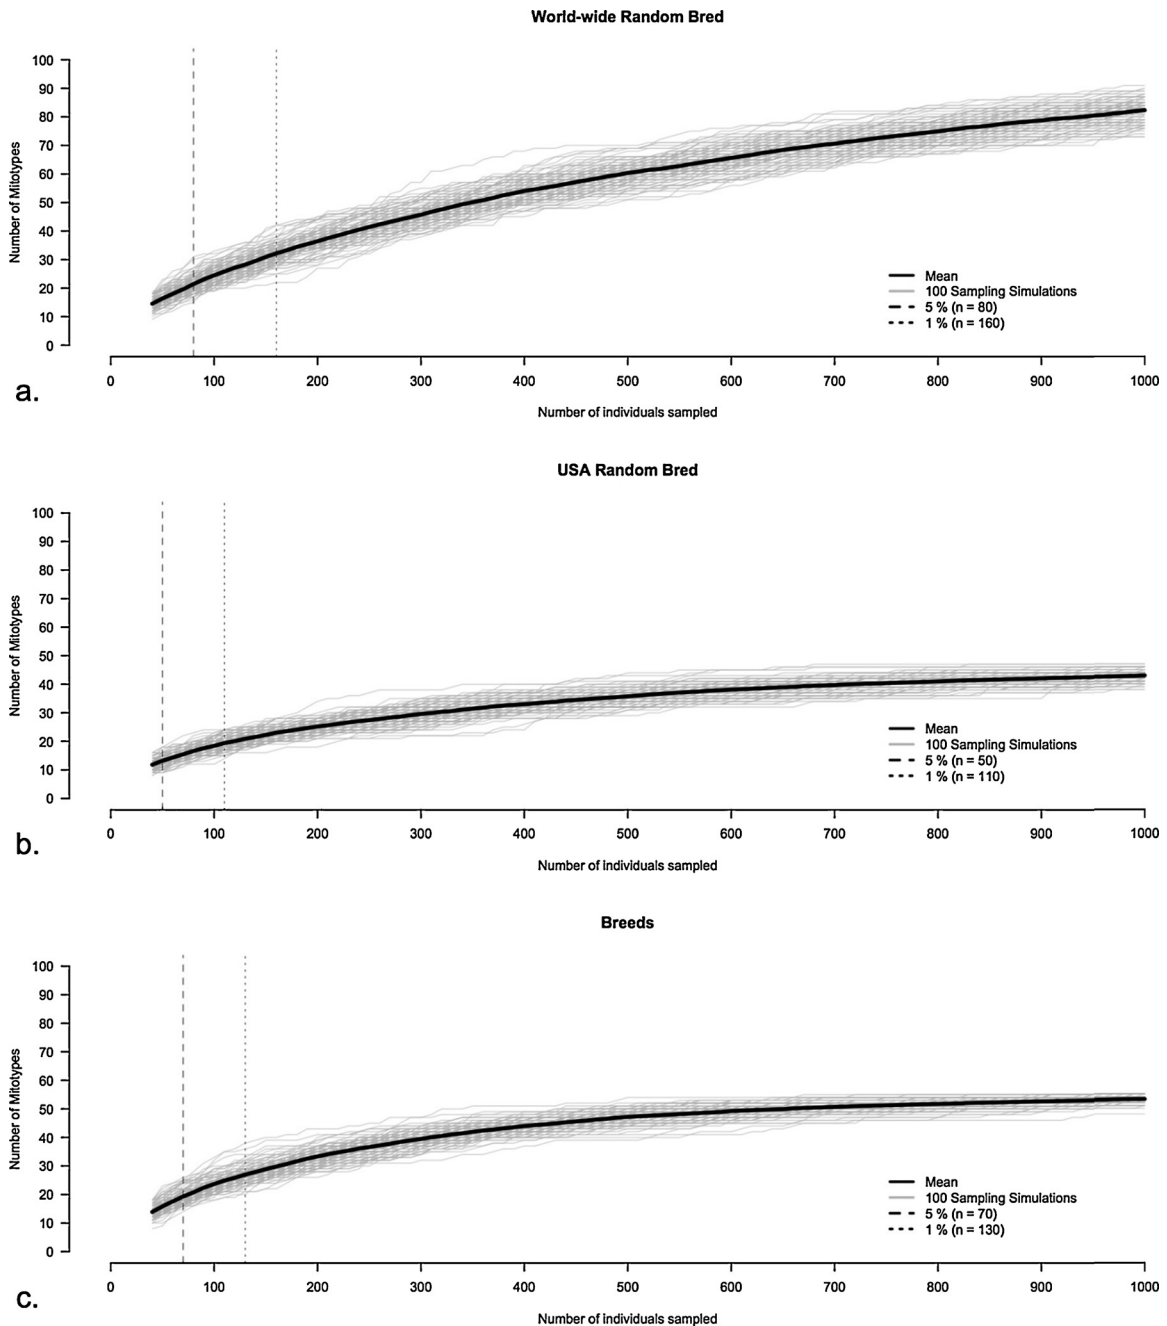 World-wide Random Bred
100
90
80
70
60
50
40
30
20
10
0
Number of Mitotypes
Mean
100 Sampling Simulations
5 % (n = 80)
1 % (n = 160)
0 100 200 300 400 500 600 700 800 900 1000
a.
Number of individuals sampled
USA Random Bred
100
90
80
70
60
50
40
30
20
10
0
Number of Mitotypes
Mean
100 Sampling Simulations
5 % (n = 50)
1 % (n = 110)
0 100 200 300 400 500 600 700 800 900 1000
b.
Number of individuals sampled
Breeds
100
90
80
70
60
50
40
30
20
10
0
Number of Mitotypes
Mean
100 Sampling Simulations
5 % (n = 70)
1 % (n = 130)
0 100 200 300 400 500 600 700 800 900 1000
c.
Number of individuals sampled